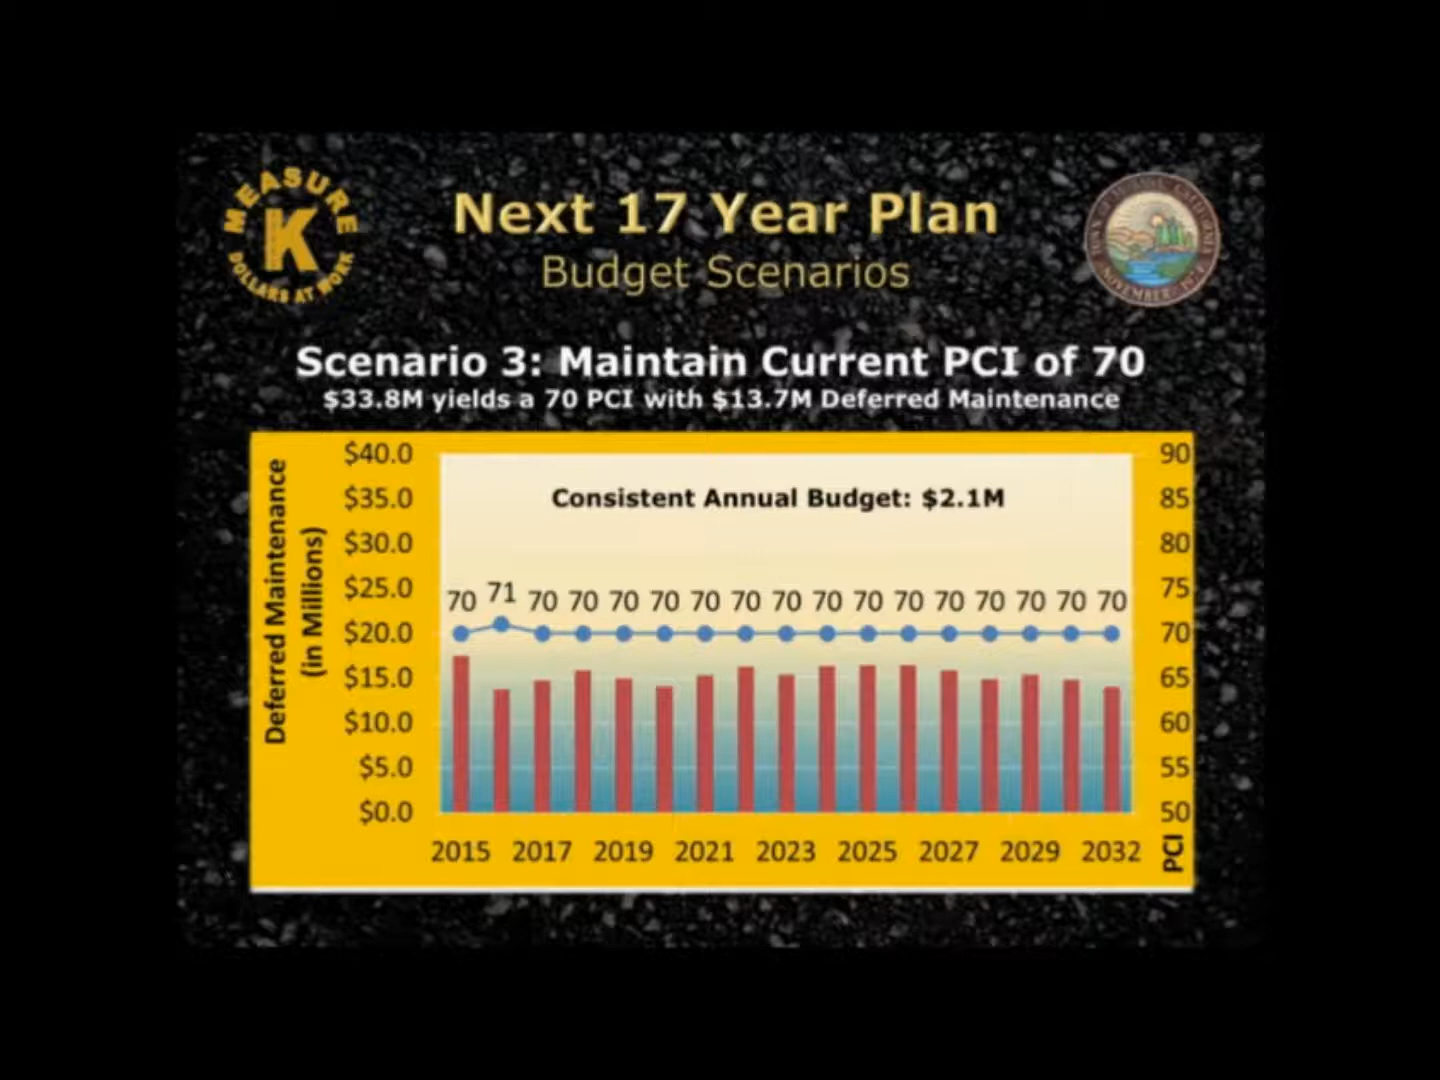 MEASURE
K
DOLLARS AT WORK
Next 17 Year Plan
Budget Scenarios
NOVEMBER
Scenario 3: Maintain Current PCI of 70
$33.8M yields a 70 PCI with $13.7M Deferred Maintenance
Consistent Annual Budget: $2.1M
Deferred Maintenance
(in Millions)
$40.0
$35.0
$30.0
$25.0
$20.0
$15.0
$10.0
$5.0
$0.0
70 71 70 70 70 70 70 70 70 70 70 70 70 70 70 70 70
90
85
80
75
70
65
60
55
50
PCI
2015 2017 2019 2021 2023 2025 2027 2029 2032